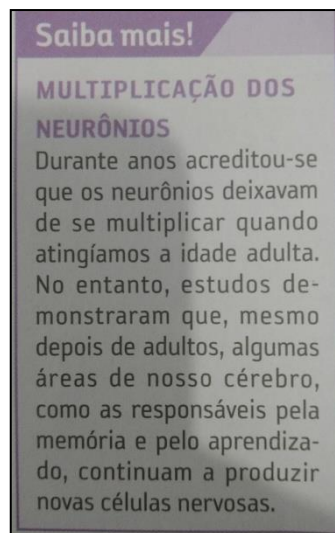 Saiba mais!
MULTIPLICAÇÃO DOS
NEURÔNIOS
Durante anos acreditou-se
que os neurônios deixavam
de se multiplicar quando
atingíamos a idade adulta.
No entanto, estudos de-
monstraram que, mesmo
depois de adultos, algumas
áreas de nosso cérebro,
como as responsáveis pela
memória e pelo aprendiza-
do, continuam a produzir
novas células nervosas.